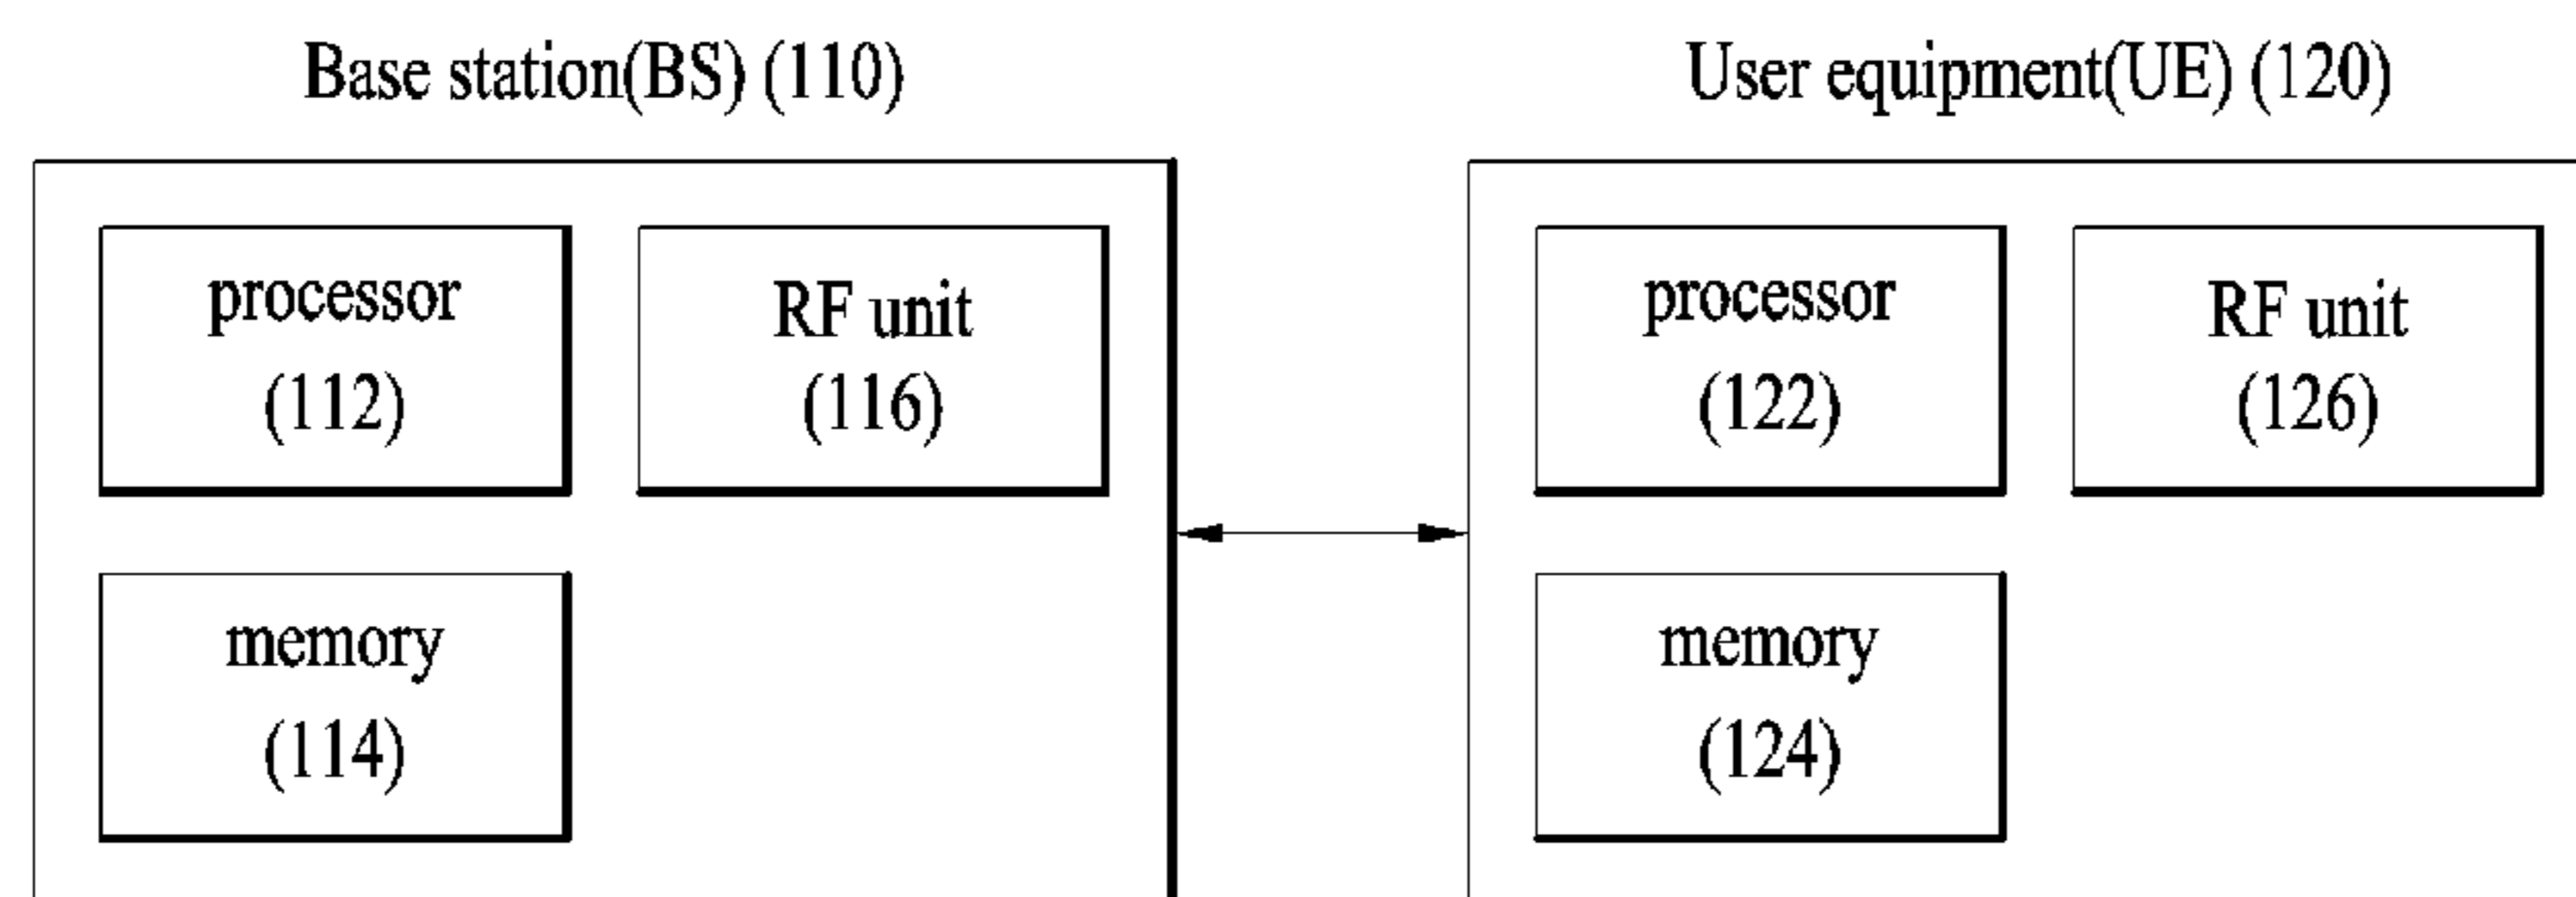 Base station(BS) (110)
processor
(112)
RF unit
(116)
memory
(114)
User equipment(UE) (120)
processor
(122)
RF unit
(126)
memory
(124)